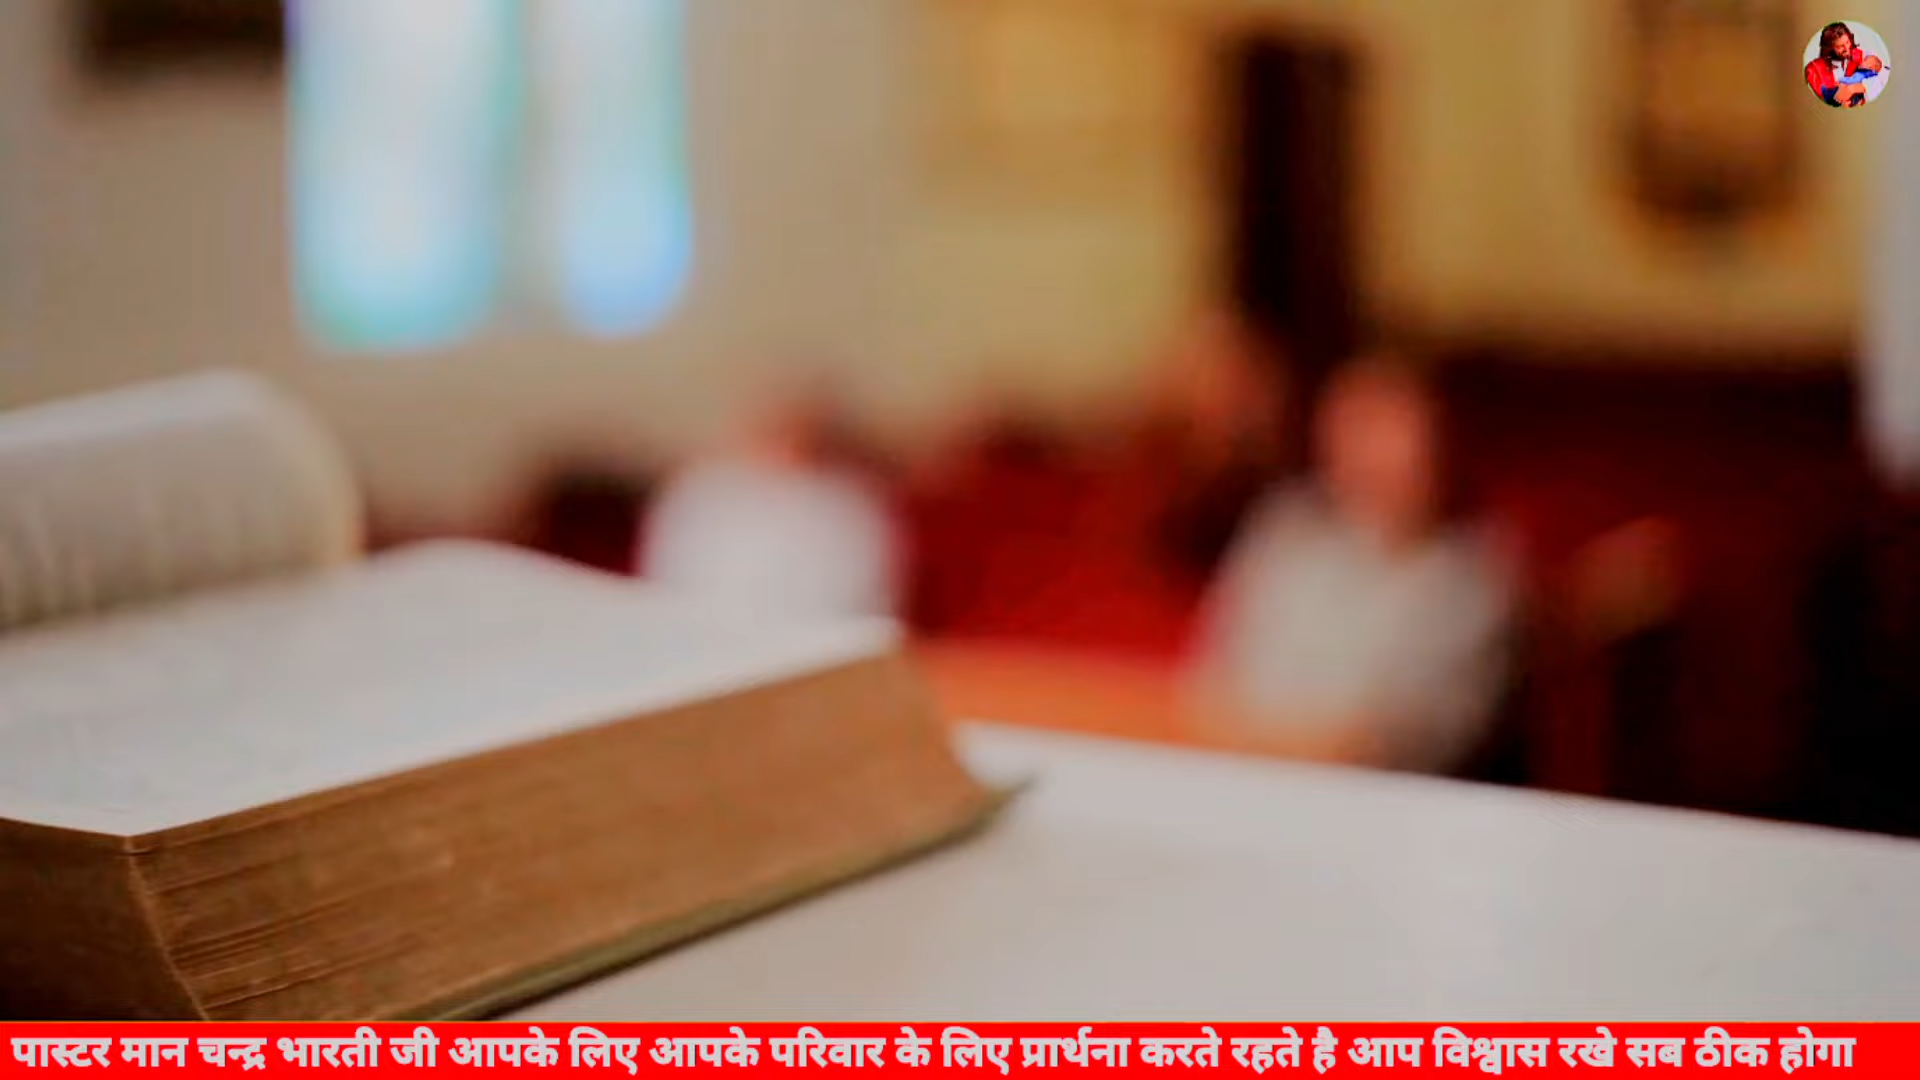 पास्टर मान चन्द्र भारती जी आपके लिए आपके परिवार के लिए प्रार्थना करते रहते है आप विश्वास रखे सब ठीक होगा